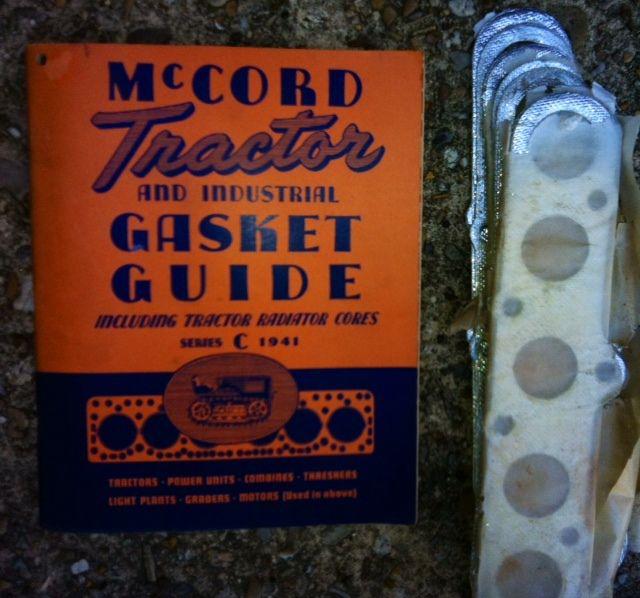 McCORD
Tractor
AND INDUSTRIAL
GASKET
GUIDE
INCLUDING TRACTOR RADIATOR CORES
SERIES C 1941
TRACTORS · POWER UNITS · COMBINES · THRESHERS
LIGHT PLANTS · GRADERS · MOTORS (Used in above)